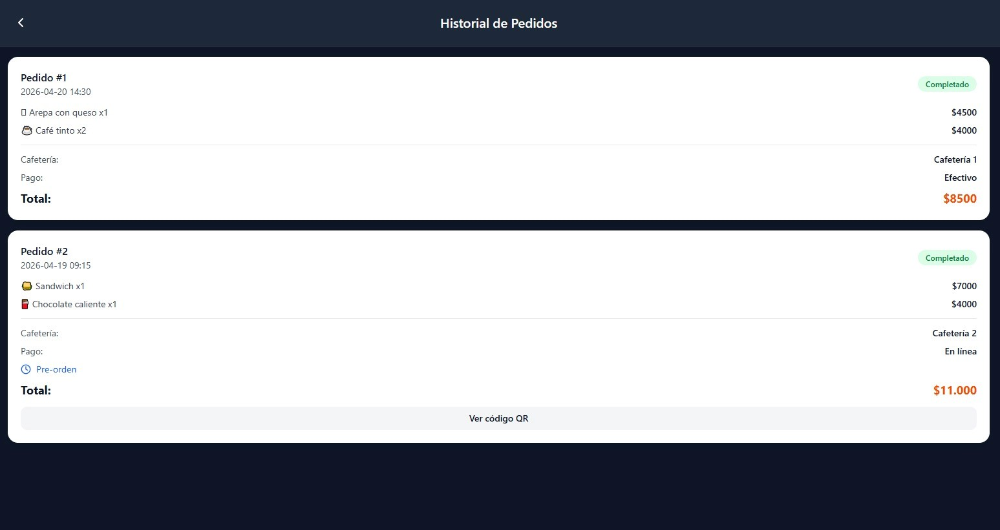 Historial de Pedidos
Pedido #1
Completado
2026-04-20 14:30
Arepa con queso x1 $4500
Café tinto x2 $4000
Cafetería: Cafetería 1
Pago: Efectivo
Total: $8500
Pedido #2
Completado
2026-04-19 09:15
Sandwich x1 $7000
Chocolate caliente x1 $4000
Cafetería: Cafetería 2
Pago: En línea
Pre-orden
Total: $11.000
Ver código QR